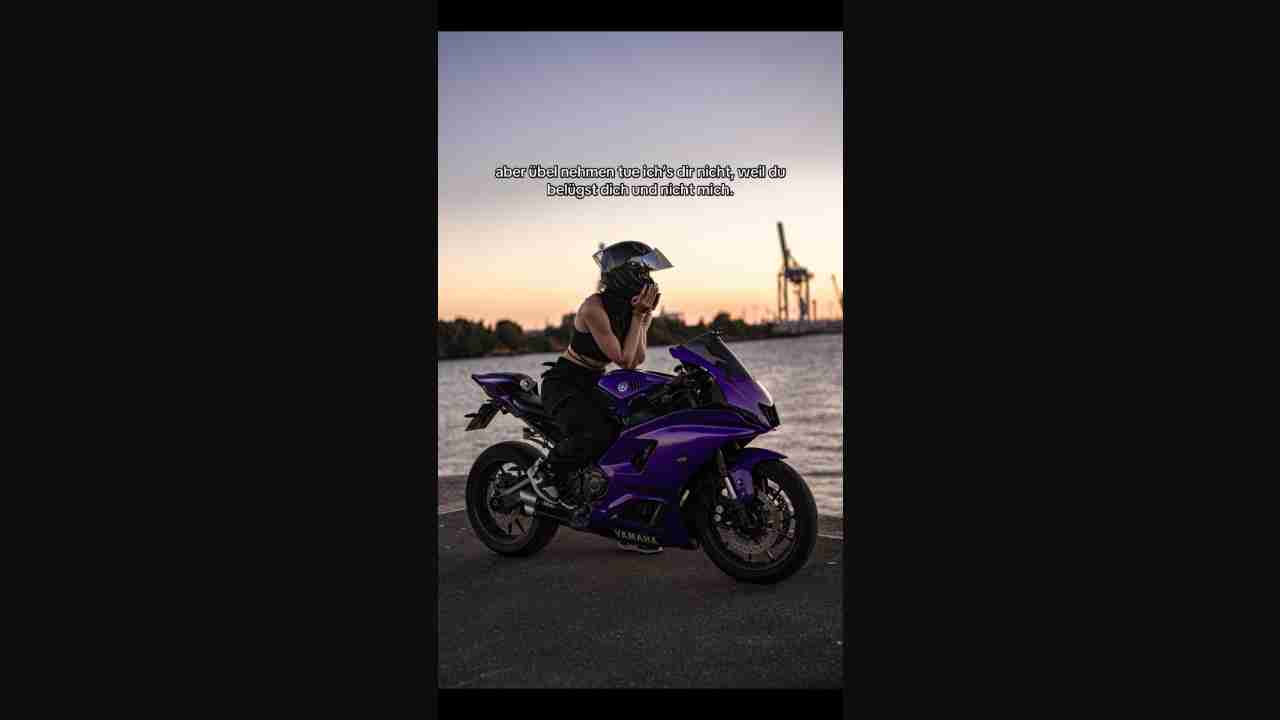 aber übel nehmen tue ich's dir nicht, weil du
belügst dich und nicht mich.
YAMAHA